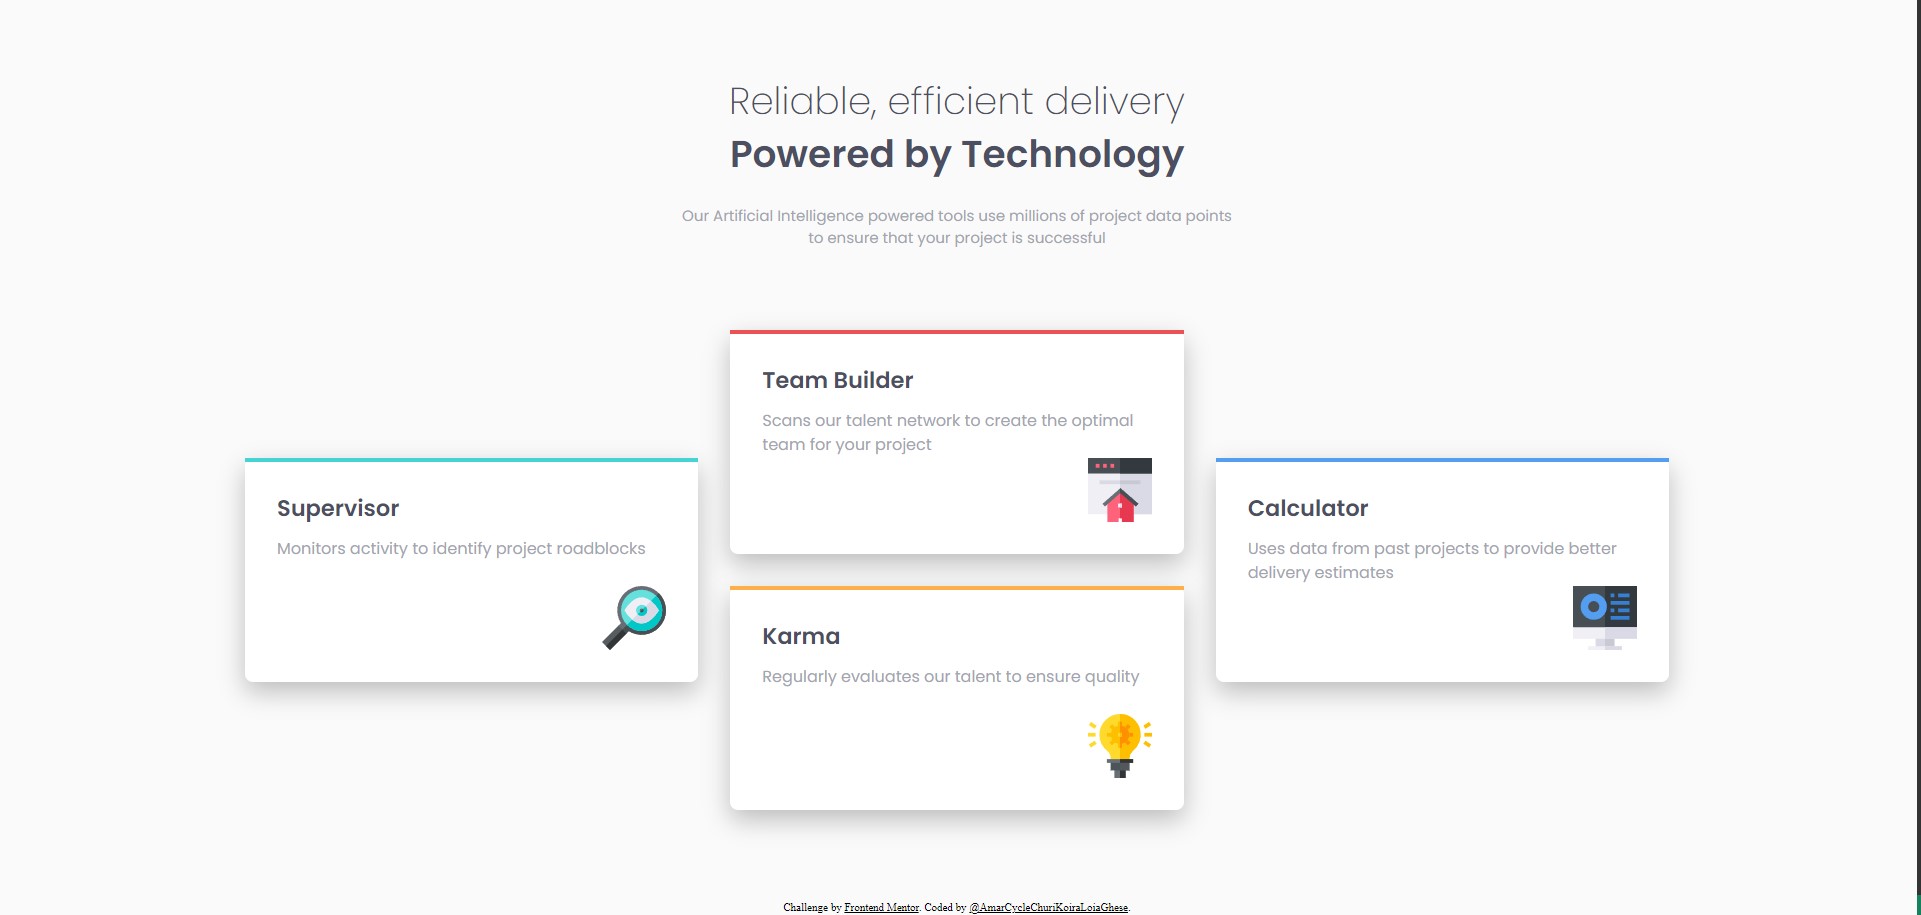 Reliable, efficient delivery
Powered by Technology
Our Artificial Intelligence powered tools use millions of project data points
to ensure that your project is successful
Supervisor
Monitors activity to identify project roadblocks
Team Builder
Scans our talent network to create the optimal
team for your project
Karma
Regularly evaluates our talent to ensure quality
Calculator
Uses data from past projects to provide better
delivery estimates
Challenge by Frontend Mentor. Coded by @AmarCycleChuriKoiraLoiaGhese.